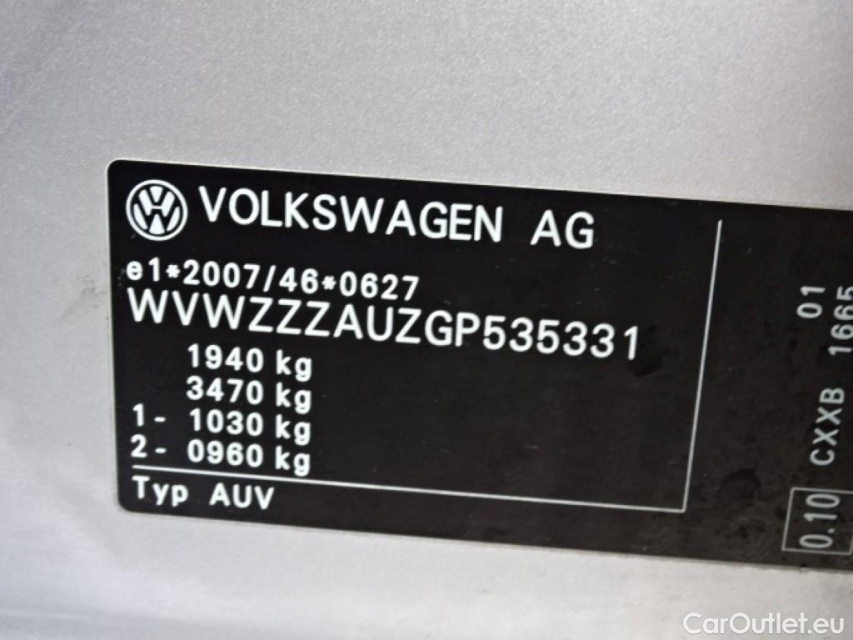 VOLKSWAGEN AG
e1*2007/46*0627
WVWZZZAUZGP535331
1940 kg
3470 kg
1- 1030 kg
2- 0960 kg
Typ AUV
01
CXXB 1665
0.10
CarOutlet.eu